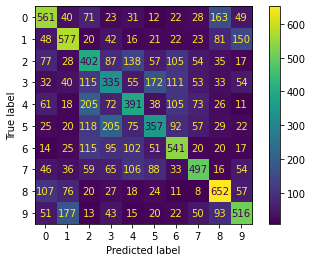 0 561 40 71 23 31 12 22 28 163 49
1 48 577 20 42 16 21 22 23 81 150
2 77 28 402 87 138 57 105 54 35 17
3 32 40 115 335 55 172 111 53 33 54
4 61 18 205 72 391 38 105 73 26 11
5 25 20 118 205 75 357 92 57 29 22
6 14 25 115 95 102 51 541 20 20 17
7 46 36 59 65 106 88 33 497 16 54
8 107 76 20 27 18 24 11 8 652 57
9 51 177 13 43 15 20 22 50 93 516
0 1 2 3 4 5 6 7 8 9
Predicted label
True label
600
500
400
300
200
100